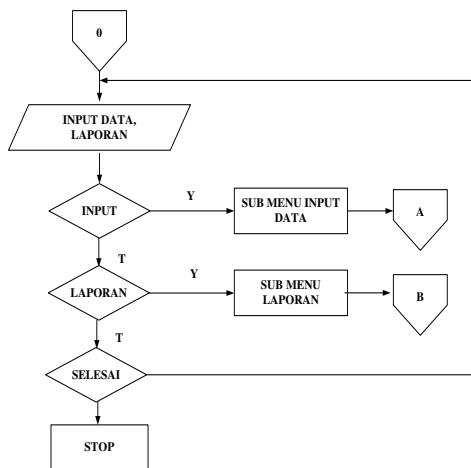 0
INPUT DATA,
LAPORAN
INPUT
Y
SUB MENU INPUT
DATA
A
T
LAPORAN
Y
SUB MENU
LAPORAN
B
T
SELESAI
STOP